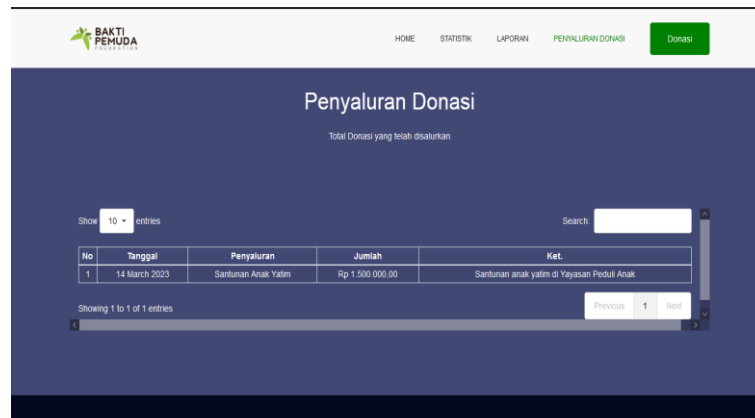 BAKTI
PEMUDA
FOUNDATION
HOME STATISTIK LAPORAN PENYALURAN DONASI Donasi
Penyaluran Donasi
Total Donasi yang telah disalurkan
Show 10 entries Search:
No Tanggal Penyaluran Jumlah Ket.
1 14 March 2023 Santunan Anak Yatim Rp 1.500.000,00 Santunan anak yatim di Yayasan Peduli Anak
Showing 1 to 1 of 1 entries Previous 1 Next